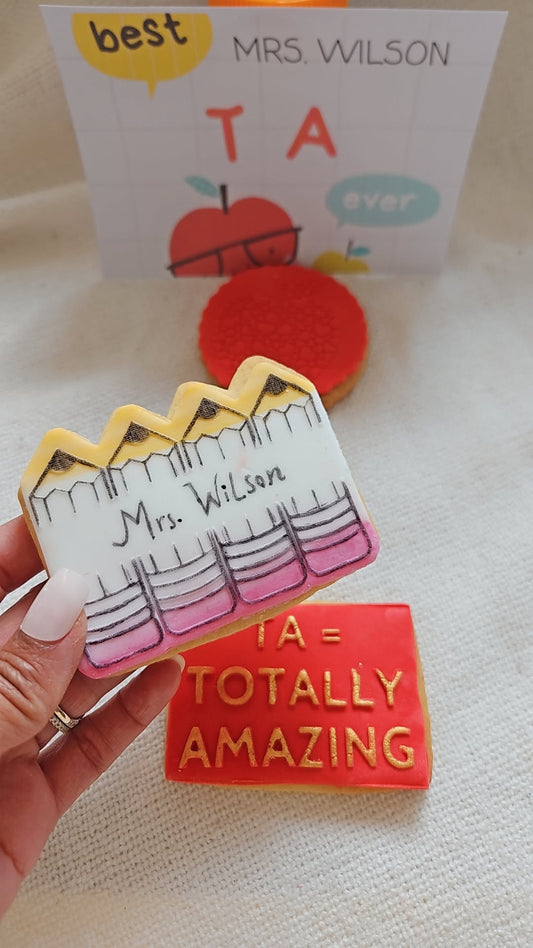 best
MRS. WILSON
T A
ever
Mrs. Wilson
TA =
TOTALLY
AMAZING